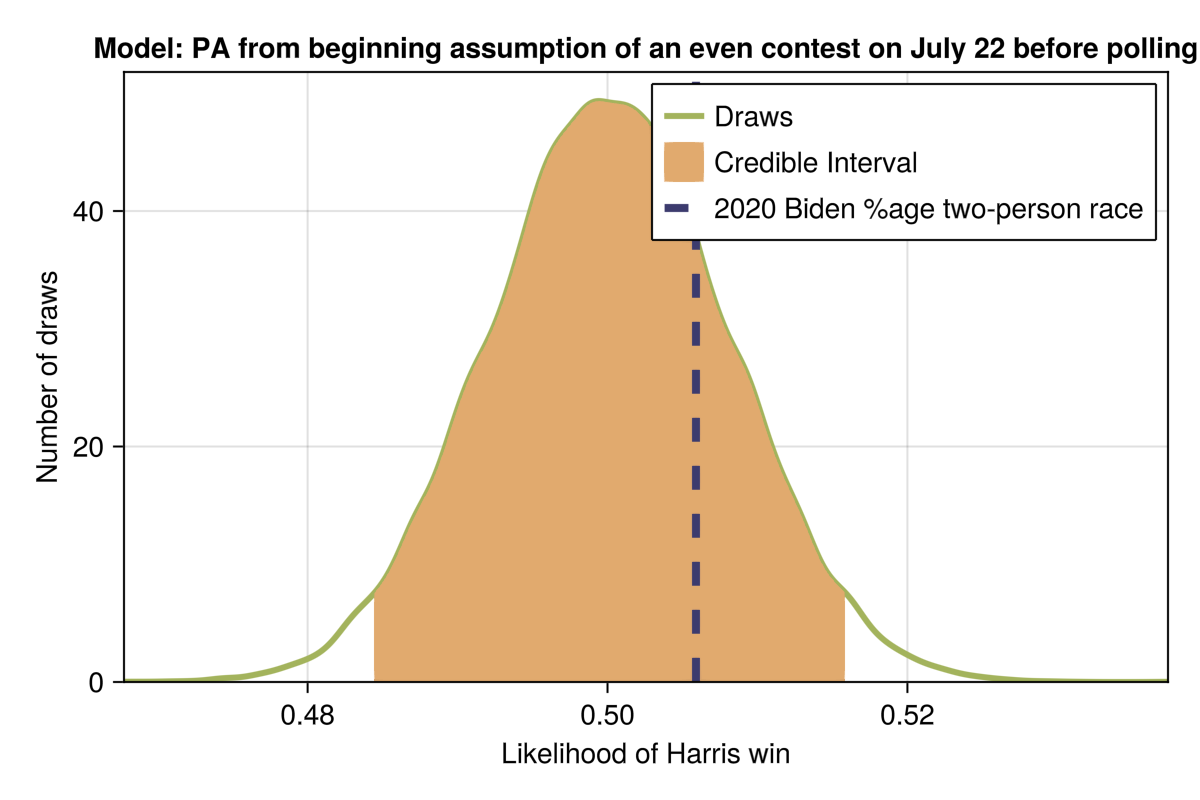 Model: PA from beginning assumption of an even contest on July 22 before polling
Draws
Credible Interval
2020 Biden %age two-person race
Number of draws
40
20
0
0.48
0.50
0.52
Likelihood of Harris win